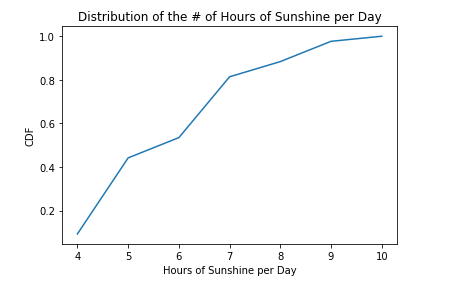 Distribution of the # of Hours of Sunshine per Day
1.0
0.8
0.6
0.4
0.2
CDF
4 5 6 7 8 9 10
Hours of Sunshine per Day